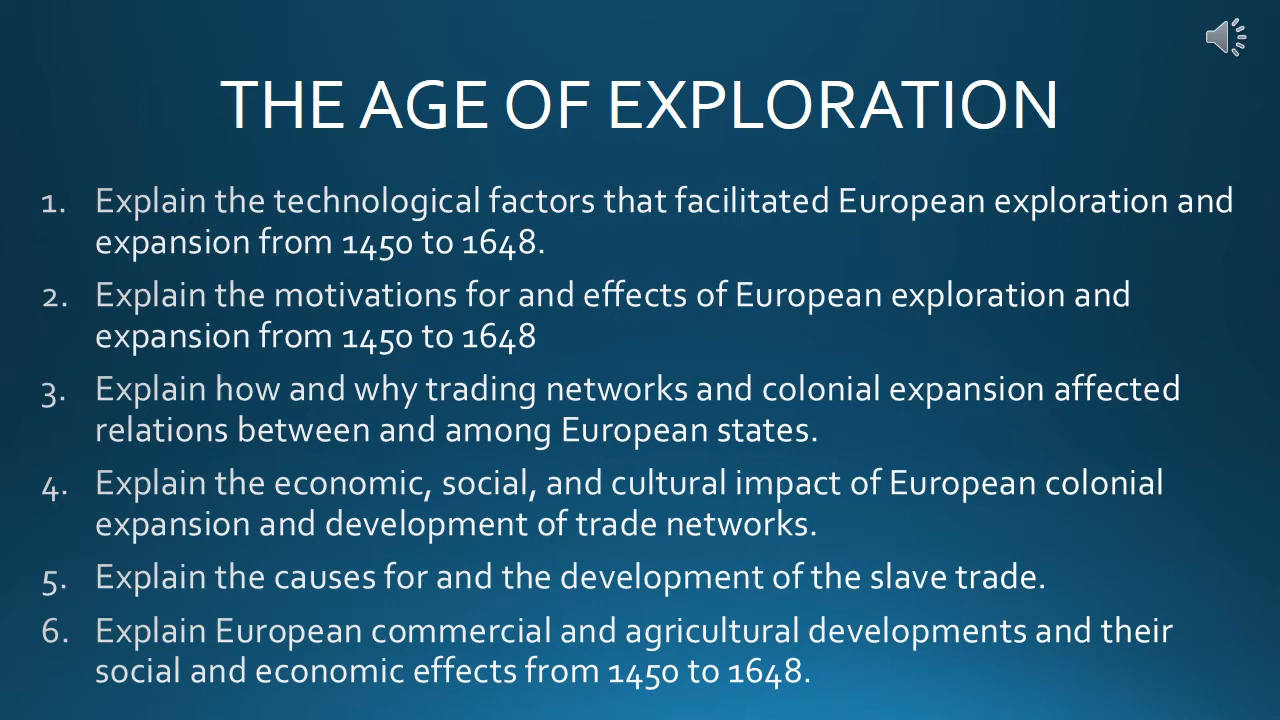 THE AGE OF EXPLORATION
1. Explain the technological factors that facilitated European exploration and
expansion from 1450 to 1648.
2. Explain the motivations for and effects of European exploration and
expansion from 1450 to 1648
3. Explain how and why trading networks and colonial expansion affected
relations between and among European states.
4. Explain the economic, social, and cultural impact of European colonial
expansion and development of trade networks.
5. Explain the causes for and the development of the slave trade.
6. Explain European commercial and agricultural developments and their
social and economic effects from 1450 to 1648.